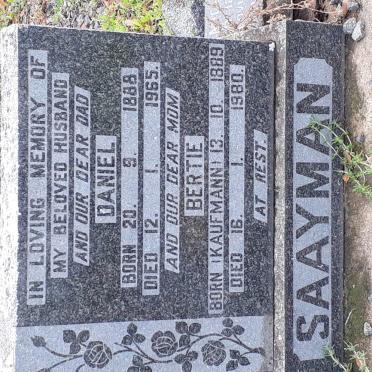 IN LOVING MEMORY OF
MY BELOVED HUSBAND
AND OUR DEAR DAD
DANIEL
BORN 20. 9. 1888
DIED 12. 1. 1965.
AND OUR DEAR MOM
BERTIE
BORN (KAUFMANN) 13. 10. 1889
DIED 16. 1. 1980.
AT REST.
SAAYMAN